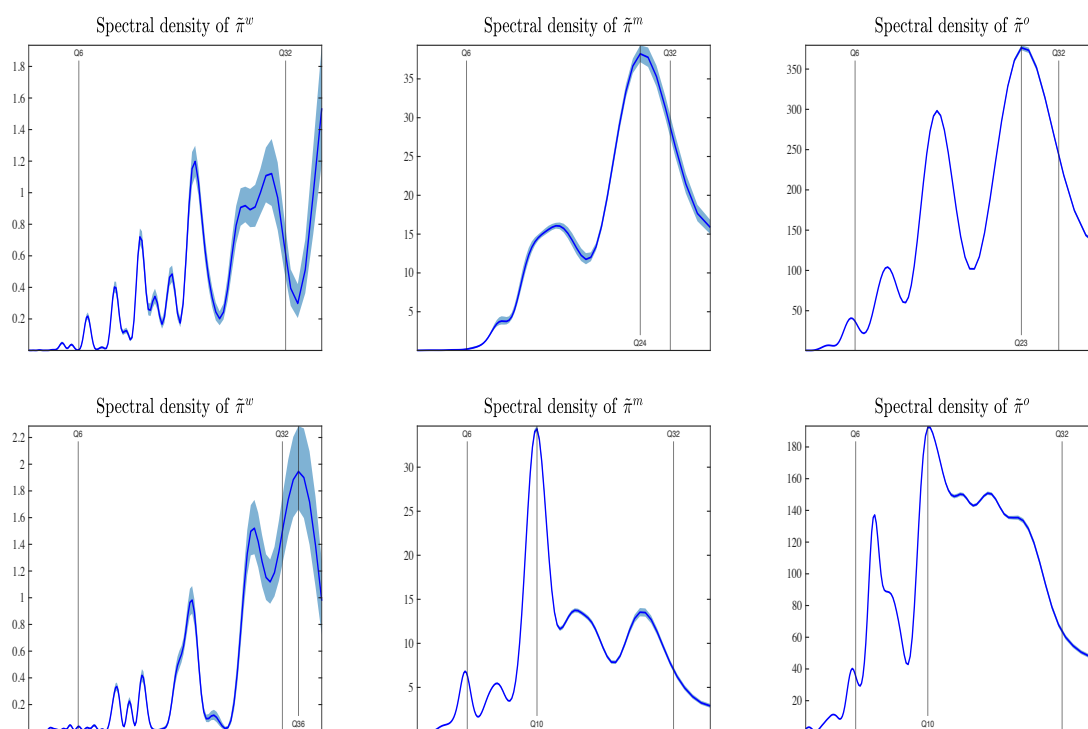 Spectral density of π̃ʷ
Spectral density of π̃ᵐ
Spectral density of π̃ᵒ
Q6
Q32
1.8
1.6
1.4
1.2
1
0.8
0.6
0.4
0.2
Q6
Q32
35
30
25
20
15
10
5
Q24
Q6
Q32
350
300
250
200
150
100
50
Q23
Spectral density of π̃ʷ
Spectral density of π̃ᵐ
Spectral density of π̃ᵒ
Q6
Q32
2.2
2
1.8
1.6
1.4
1.2
1
0.8
0.6
0.4
0.2
Q36
Q6
Q32
30
25
20
15
10
5
Q10
Q6
Q32
180
160
140
120
100
80
60
40
20
Q10